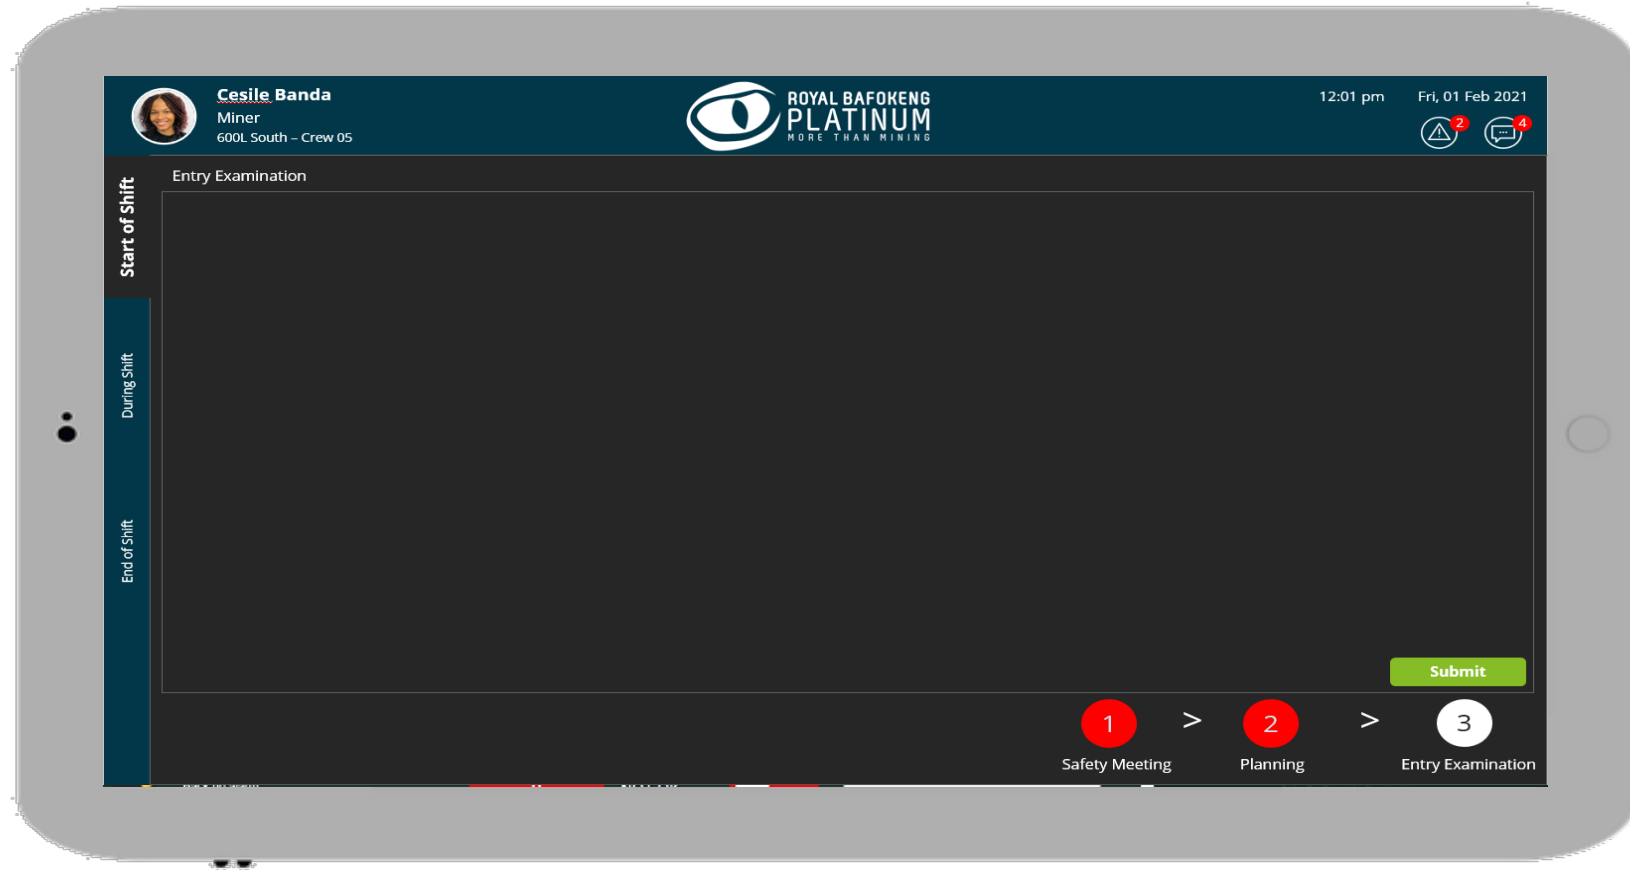 Cesile Banda
Miner
600L South – Crew 05
ROYAL BAFOKENG
PLATINUM
MORE THAN MINING
12:01 pm
Fri, 01 Feb 2021
2
4
Start of Shift
During Shift
End of Shift
Entry Examination
Submit
1
>
2
>
3
Safety Meeting
Planning
Entry Examination